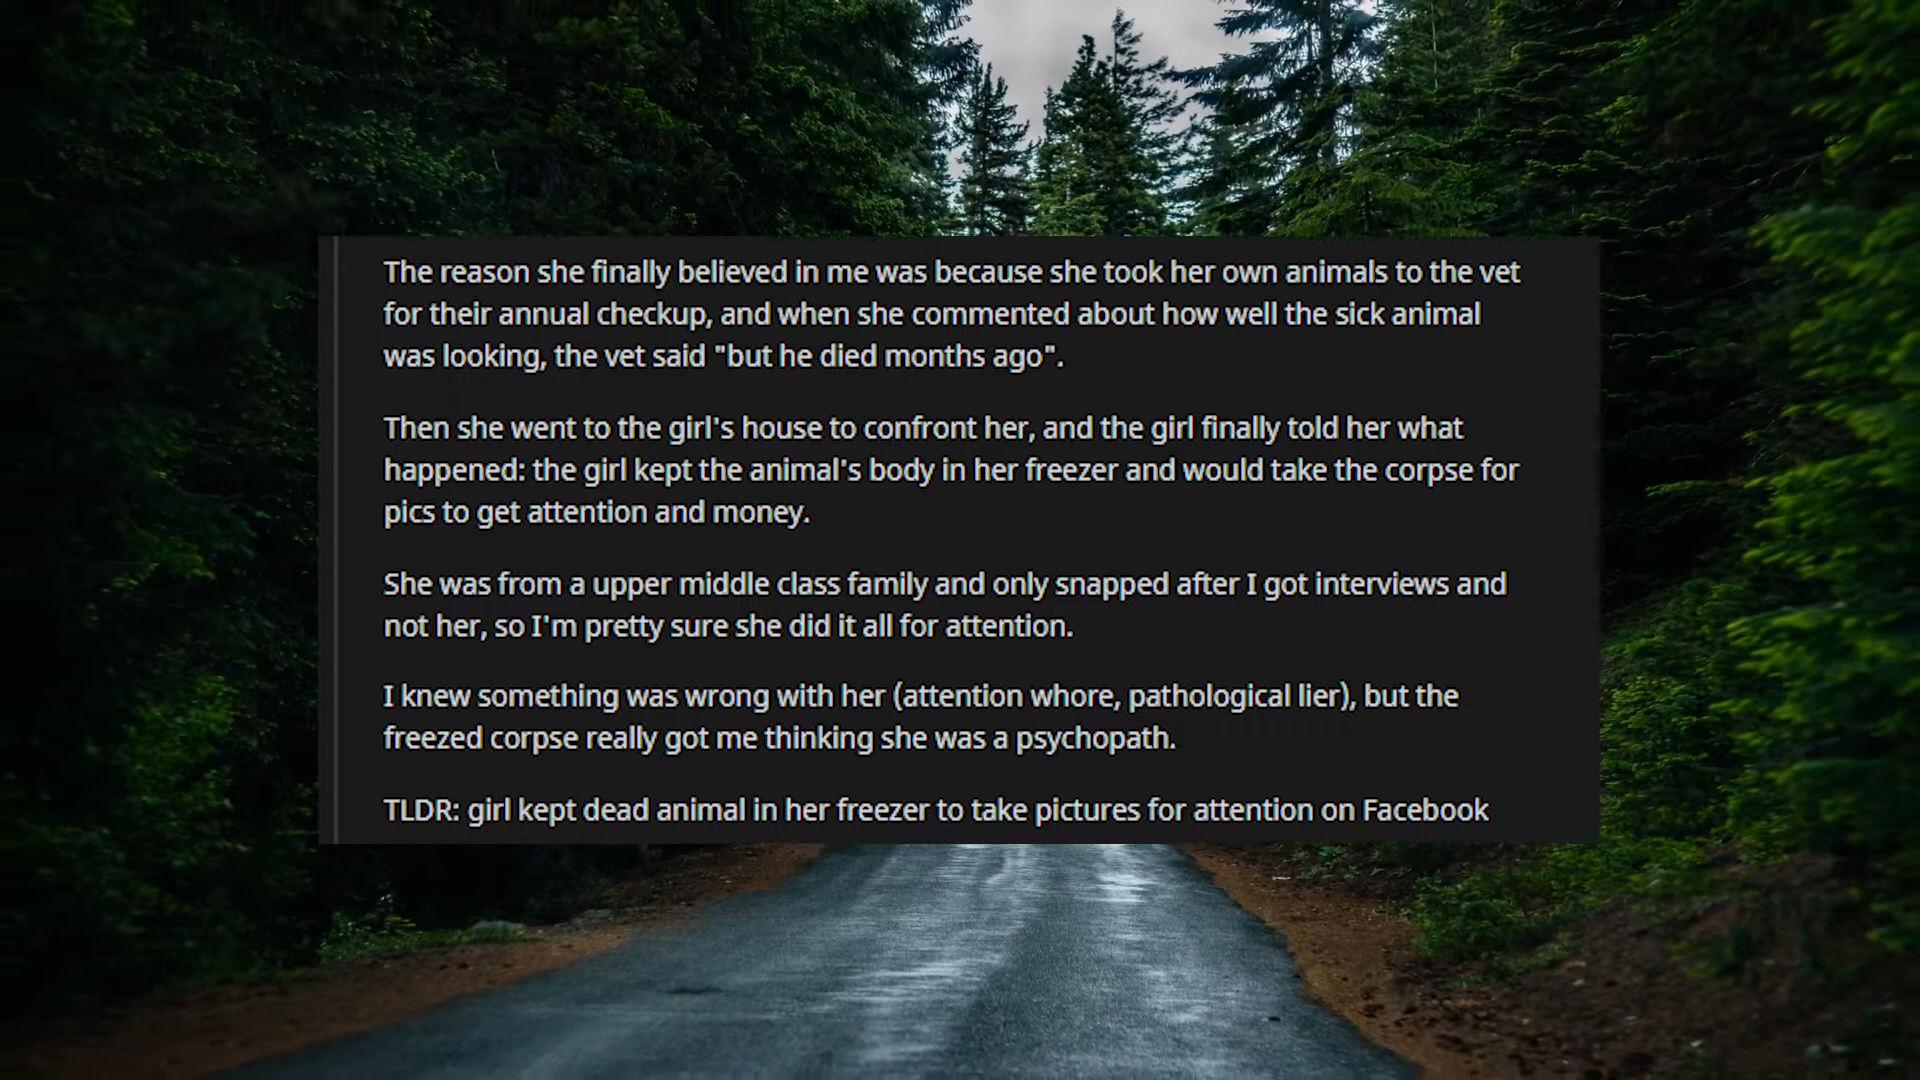 The reason she finally believed in me was because she took her own animals to the vet
for their annual checkup, and when she commented about how well the sick animal
was looking, the vet said "but he died months ago".
Then she went to the girl's house to confront her, and the girl finally told her what
happened: the girl kept the animal's body in her freezer and would take the corpse for
pics to get attention and money.
She was from a upper middle class family and only snapped after I got interviews and
not her, so I'm pretty sure she did it all for attention.
I knew something was wrong with her (attention whore, pathological lier), but the
freezed corpse really got me thinking she was a psychopath.
TLDR: girl kept dead animal in her freezer to take pictures for attention on Facebook